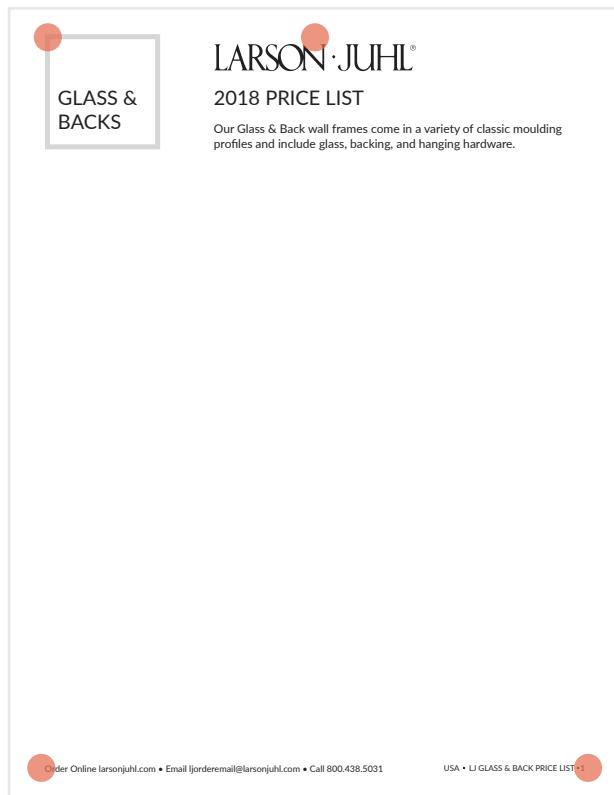 GLASS &
BACKS
LARSON·JUHL®
2018 PRICE LIST
Our Glass & Back wall frames come in a variety of classic moulding
profiles and include glass, backing, and hanging hardware.
Order Online larsonjuhl.com • Email ljorderemail@larsonjuhl.com • Call 800.438.5031
USA • LJ GLASS & BACK PRICE LIST •1